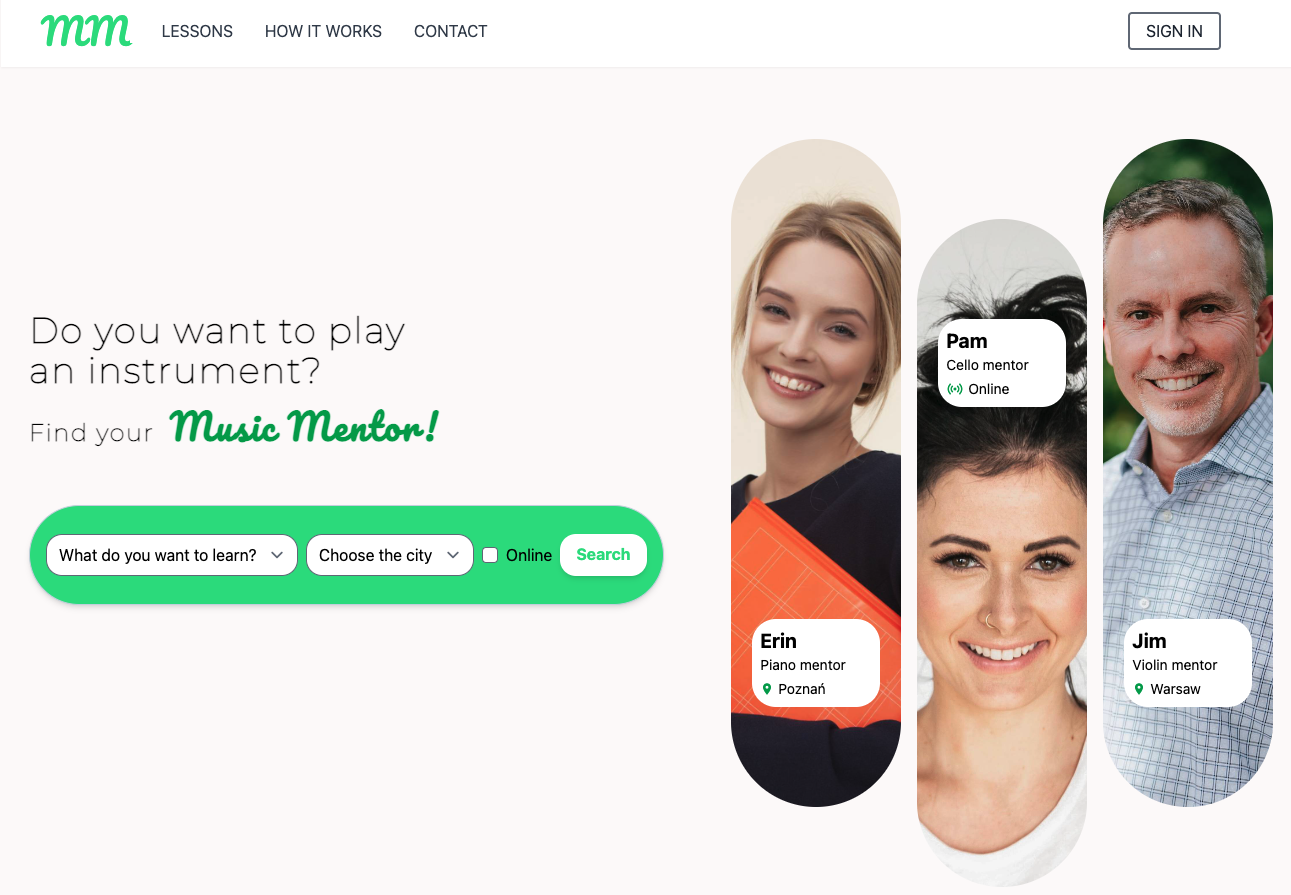 mm LESSONS HOW IT WORKS CONTACT SIGN IN
Do you want to play
an instrument?
Find your Music Mentor!
What do you want to learn? Choose the city Online Search
Erin
Piano mentor
Poznań
Pam
Cello mentor
Online
Jim
Violin mentor
Warsaw